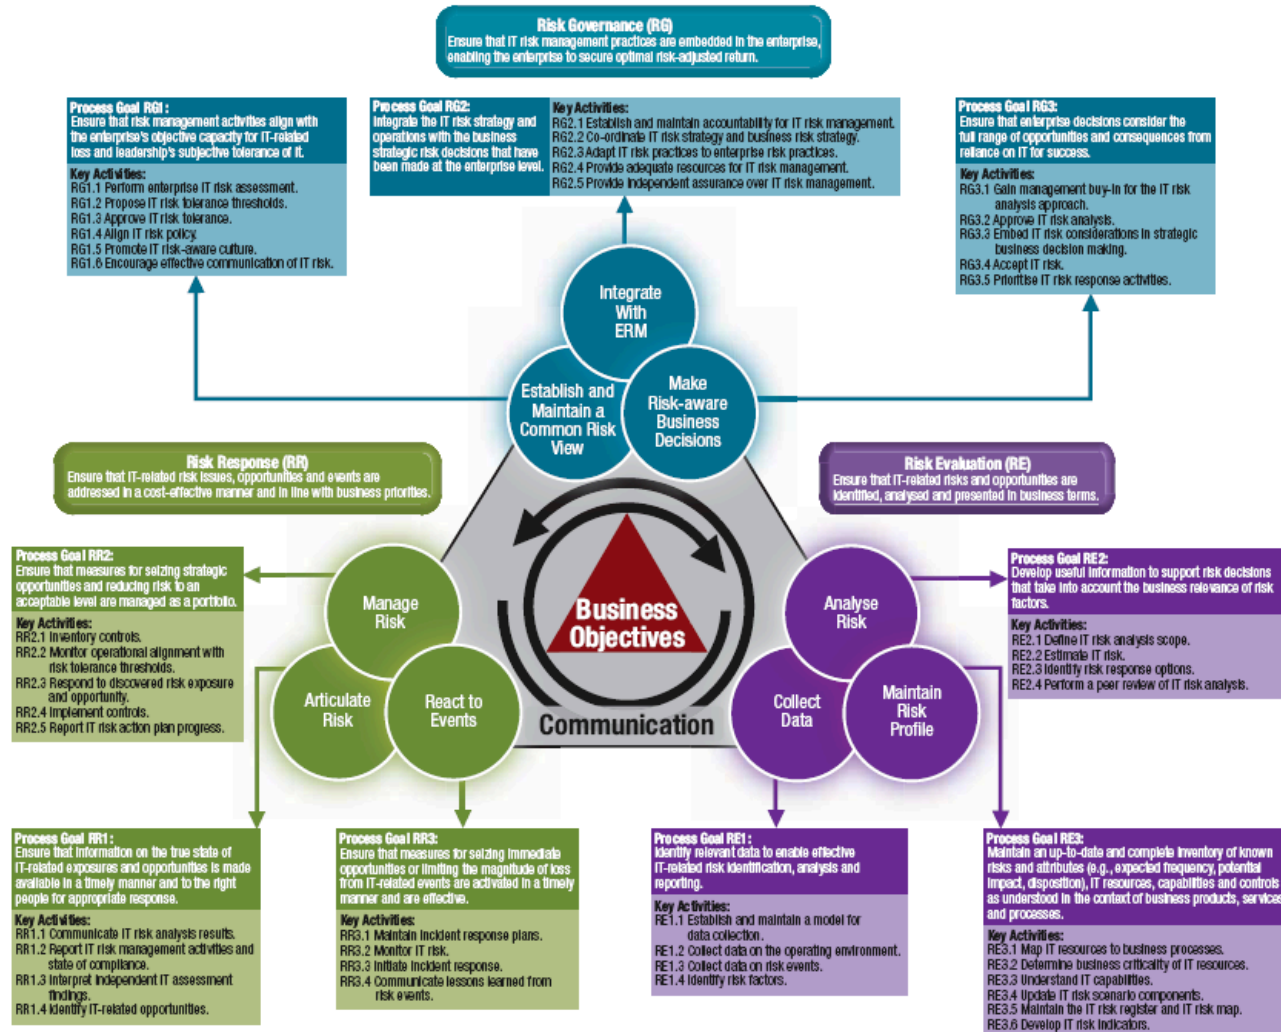 Risk Governance (RG)
Ensure that IT risk management practices are embedded in the enterprise,
enabling the enterprise to secure optimal risk-adjusted return.
Process Goal RG1:
Ensure that risk management activities align with
the enterprise's objective capacity for IT-related
loss and leadership's subjective tolerance of it.
Key Activities:
RG1.1 Perform enterprise IT risk assessment.
RG1.2 Propose IT risk tolerance thresholds.
RG1.3 Approve IT risk tolerance.
RG1.4 Align IT risk policy.
RG1.5 Promote IT risk-aware culture.
RG1.6 Encourage effective communication of IT risk.
Process Goal RG2:
Integrate the IT risk strategy and
operations with the business
strategic risk decisions that have
been made at the enterprise level.
Key Activities:
RG2.1 Establish and maintain accountability for IT risk management.
RG2.2 Co-ordinate IT risk strategy and business risk strategy.
RG2.3 Adapt IT risk practices to enterprise risk practices.
RG2.4 Provide adequate resources for IT risk management.
RG2.5 Provide independent assurance over IT risk management.
Process Goal RG3:
Ensure that enterprise decisions consider the
full range of opportunities and consequences from
reliance on IT for success.
Key Activities:
RG3.1 Gain management buy-in for the IT risk
analysis approach.
RG3.2 Approve IT risk analysis.
RG3.3 Embed IT risk considerations in strategic
business decision making.
RG3.4 Accept IT risk.
RG3.5 Prioritise IT risk response activities.
Integrate
With
ERM
Establish and
Maintain a
Common Risk
View
Make
Risk-aware
Business
Decisions
Risk Response (RR)
Ensure that IT-related risk issues, opportunities and events are
addressed in a cost-effective manner and in line with business priorities.
Risk Evaluation (RE)
Ensure that IT-related risks and opportunities are
identified, analysed and presented in business terms.
Process Goal RR2:
Ensure that measures for seizing strategic
opportunities and reducing risk to an
acceptable level are managed as a portfolio.
Key Activities:
RR2.1 Inventory controls.
RR2.2 Monitor operational alignment with
risk tolerance thresholds.
RR2.3 Respond to discovered risk exposure
and opportunity.
RR2.4 Implement controls.
RR2.5 Report IT risk action plan progress.
Manage
Risk
Articulate
Risk
React to
Events
Business
Objectives
Communication
Analyse
Risk
Collect
Data
Maintain
Risk
Profile
Process Goal RE2:
Develop useful information to support risk decisions
that take into account the business relevance of risk
factors.
Key Activities:
RE2.1 Define IT risk analysis scope.
RE2.2 Estimate IT risk.
RE2.3 Identify risk response options.
RE2.4 Perform a peer review of IT risk analysis.
Process Goal RR1:
Ensure that information on the true state of
IT-related exposures and opportunities is made
available in a timely manner and to the right
people for appropriate response.
Key Activities:
RR1.1 Communicate IT risk analysis results.
RR1.2 Report IT risk management activities and
state of compliance.
RR1.3 Interpret independent IT assessment
findings.
RR1.4 Identify IT-related opportunities.
Process Goal RR3:
Ensure that measures for seizing immediate
opportunities or limiting the magnitude of loss
from IT-related events are activated in a timely
manner and are effective.
Key Activities:
RR3.1 Maintain incident response plans.
RR3.2 Monitor IT risk.
RR3.3 Initiate incident response.
RR3.4 Communicate lessons learned from
risk events.
Process Goal RE1:
Identify relevant data to enable effective
IT-related risk identification, analysis and
reporting.
Key Activities:
RE1.1 Establish and maintain a model for
data collection.
RE1.2 Collect data on the operating environment.
RE1.3 Collect data on risk events.
RE1.4 Identify risk factors.
Process Goal RE3:
Maintain an up-to-date and complete inventory of known
risks and attributes (e.g., expected frequency, potential
impact, disposition), IT resources, capabilities and controls
as understood in the context of business products, services
and processes.
Key Activities:
RE3.1 Map IT resources to business processes.
RE3.2 Determine business criticality of IT resources.
RE3.3 Understand IT capabilities.
RE3.4 Update IT risk scenario components.
RE3.5 Maintain the IT risk register and IT risk map.
RE3.6 Develop IT risk indicators.